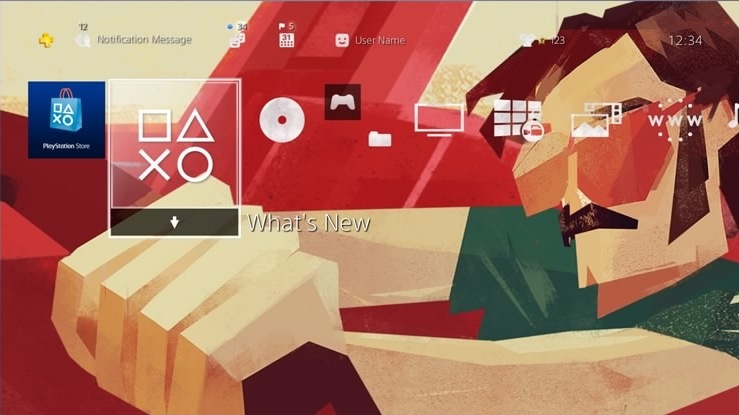 12
Notification Message
34
5
31
User Name
123
12:34
PlayStation Store
www
What's New